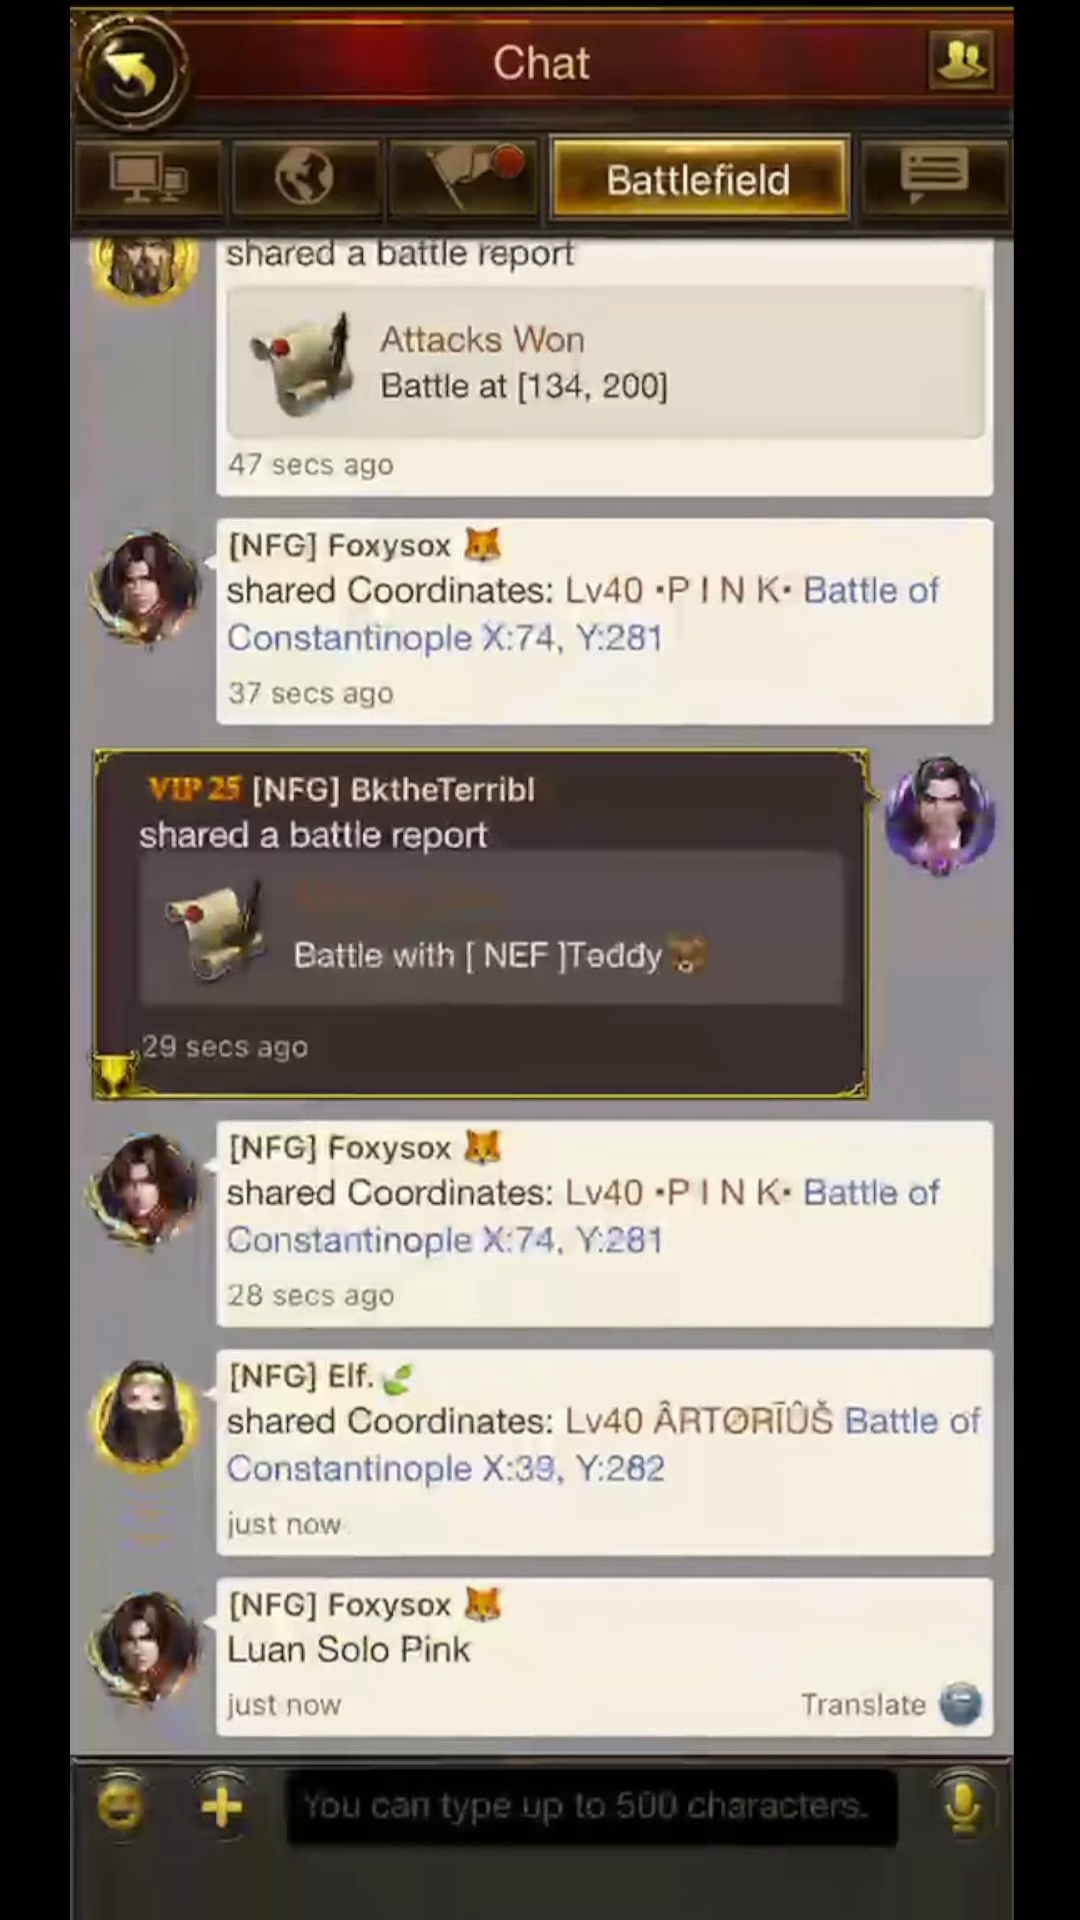 Chat
Battlefield
shared a battle report
Attacks Won
Battle at [134, 200]
47 secs ago
[NFG] Foxysox 🦊
shared Coordinates: Lv40 •P I N K• Battle of
Constantinople X:74, Y:281
37 secs ago
VIP 25 [NFG] BktheTerribl
shared a battle report
Battle with [ NEF ]Təddy🐻
29 secs ago
[NFG] Foxysox 🦊
shared Coordinates: Lv40 •P I N K• Battle of
Constantinople X:74, Y:281
28 secs ago
[NFG] Elf.🍃
shared Coordinates: Lv40 ÂRTØRĪÛŠ Battle of
Constantinople X:39, Y:282
just now
[NFG] Foxysox 🦊
Luan Solo Pink
just now
Translate
You can type up to 500 characters.